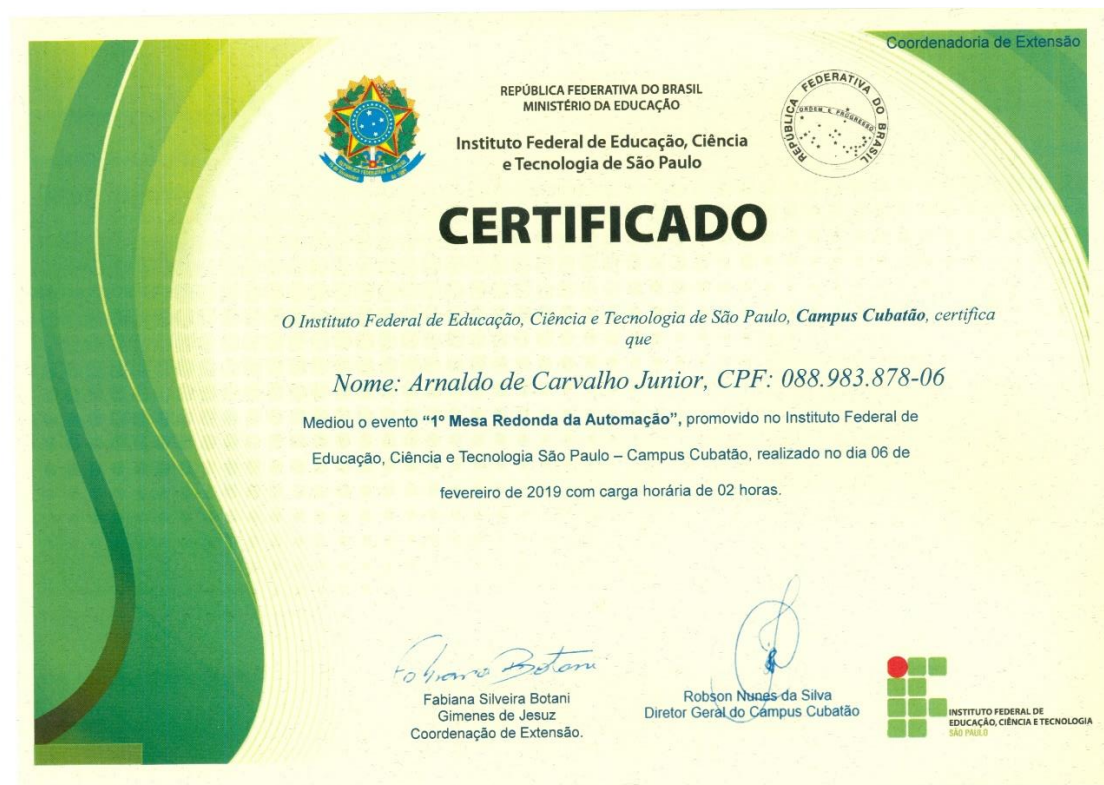 Coordenadoria de Extensão
REPÚBLICA FEDERATIVA DO BRASIL
MINISTÉRIO DA EDUCAÇÃO
Instituto Federal de Educação, Ciência
e Tecnologia de São Paulo
REPÚBLICA FEDERATIVA DO BRASIL
ORDEM E PROGRESSO
CERTIFICADO
O Instituto Federal de Educação, Ciência e Tecnologia de São Paulo, Campus Cubatão, certifica
que
Nome: Arnaldo de Carvalho Junior, CPF: 088.983.878-06
Mediou o evento “1º Mesa Redonda da Automação”, promovido no Instituto Federal de
Educação, Ciência e Tecnologia São Paulo – Campus Cubatão, realizado no dia 06 de
fevereiro de 2019 com carga horária de 02 horas.
Fabiana Botani
Fabiana Silveira Botani
Gimenes de Jesuz
Coordenação de Extensão.
Robson Nunes da Silva
Diretor Geral do Campus Cubatão
INSTITUTO FEDERAL DE
EDUCAÇÃO, CIÊNCIA E TECNOLOGIA
SÃO PAULO